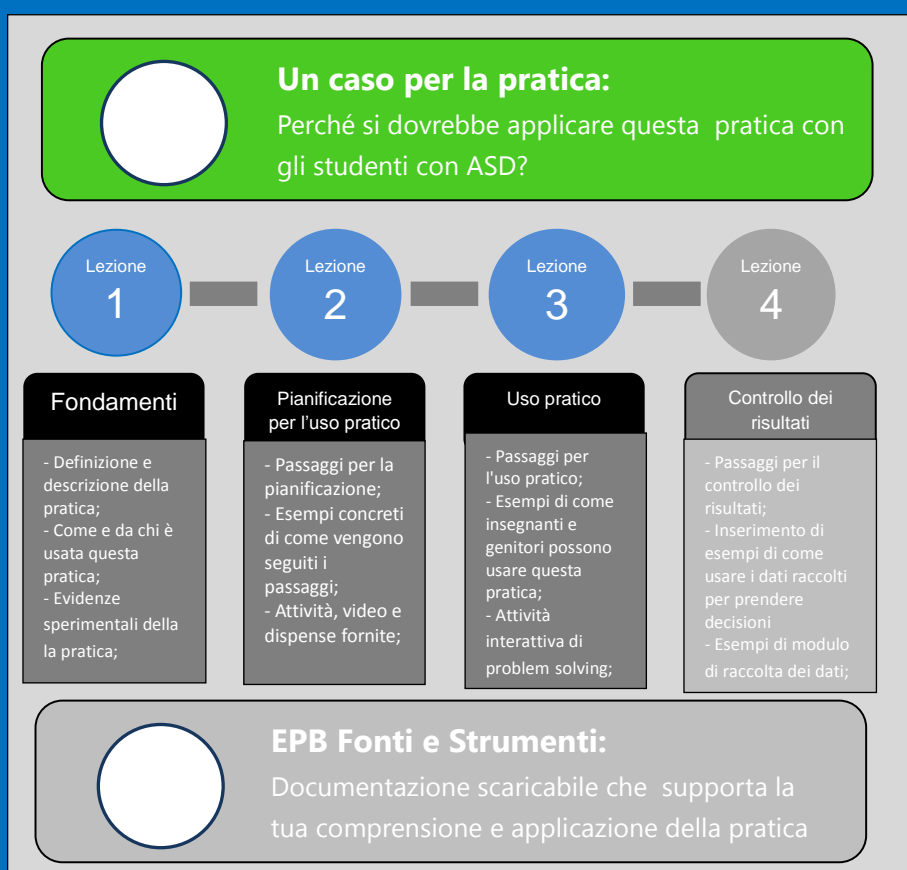 Un caso per la pratica:
Perché si dovrebbe applicare questa pratica con
gli studenti con ASD?
Lezione
1
Lezione
2
Lezione
3
Lezione
4
Fondamenti
- Definizione e
descrizione della
pratica;
- Come e da chi è
usata questa
pratica;
- Evidenze
sperimentali della
la pratica;
Pianificazione
per l'uso pratico
- Passaggi per la
pianificazione;
- Esempi concreti
di come vengono
seguiti i
passaggi;
- Attività, video e
dispense fornite;
Uso pratico
- Passaggi per
l'uso pratico;
- Esempi di come
insegnanti e
genitori possono
usare questa
pratica;
- Attività
interattiva di
problem solving;
Controllo dei
risultati
- Passaggi per il
controllo dei
risultati;
- Inserimento di
esempi di come
usare i dati raccolti
per prendere
decisioni
- Esempi di modulo
di raccolta dei dati;
EPB Fonti e Strumenti:
Documentazione scaricabile che supporta la
tua comprensione e applicazione della pratica